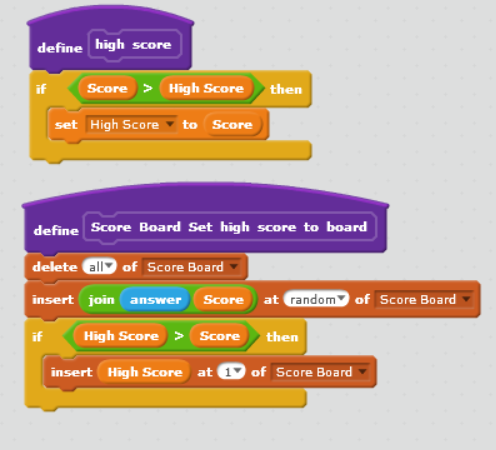 define high score
if Score > High Score then
set High Score to Score
define Score Board Set high score to board
delete all of Score Board
insert join answer Score at random of Score Board
if High Score > Score then
insert High Score at 1 of Score Board